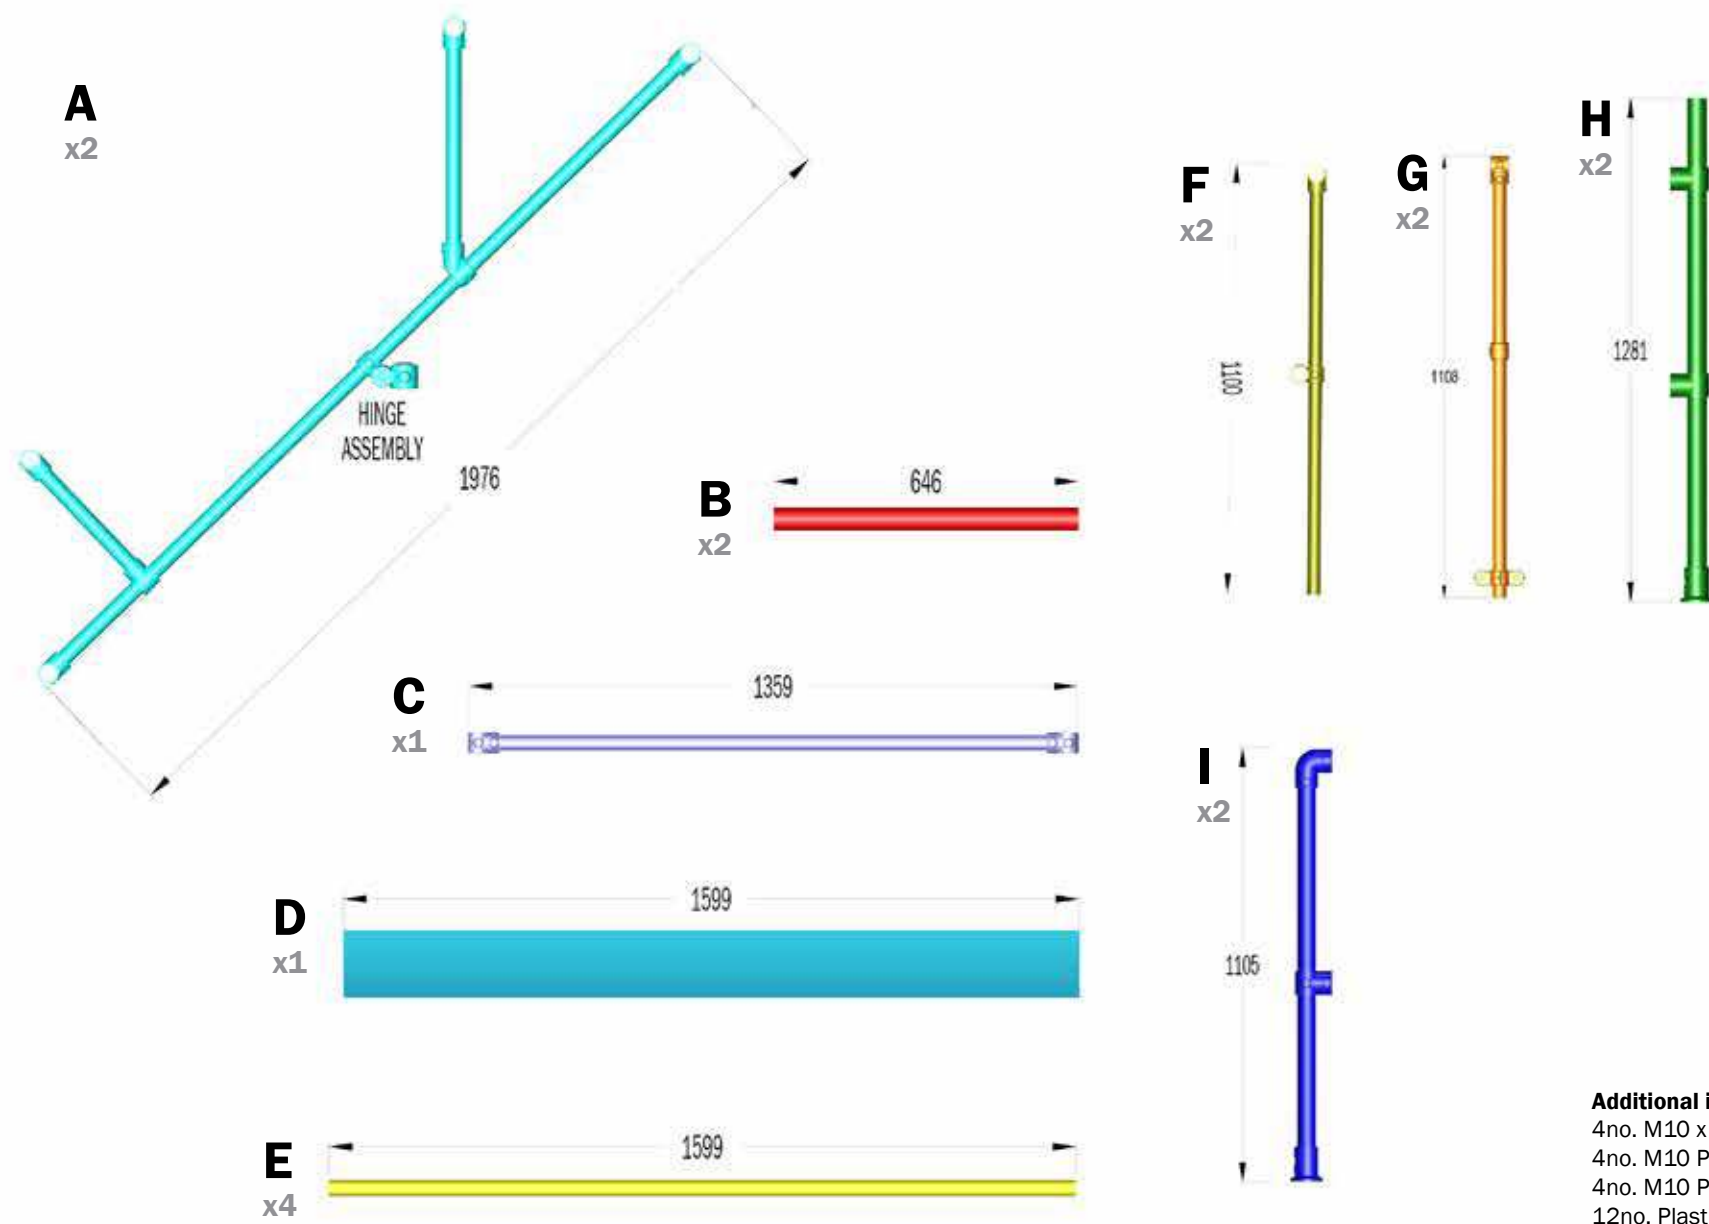 A
x2
HINGE
ASSEMBLY
1976
B
x2
646
C
x1
1359
D
x1
1599
E
x4
1599
F
x2
1100
G
x2
1108
H
x2
1281
I
x2
1105
Additional
4no. M10 x
4no. M10 P
4no. M10 P
12no. Plast